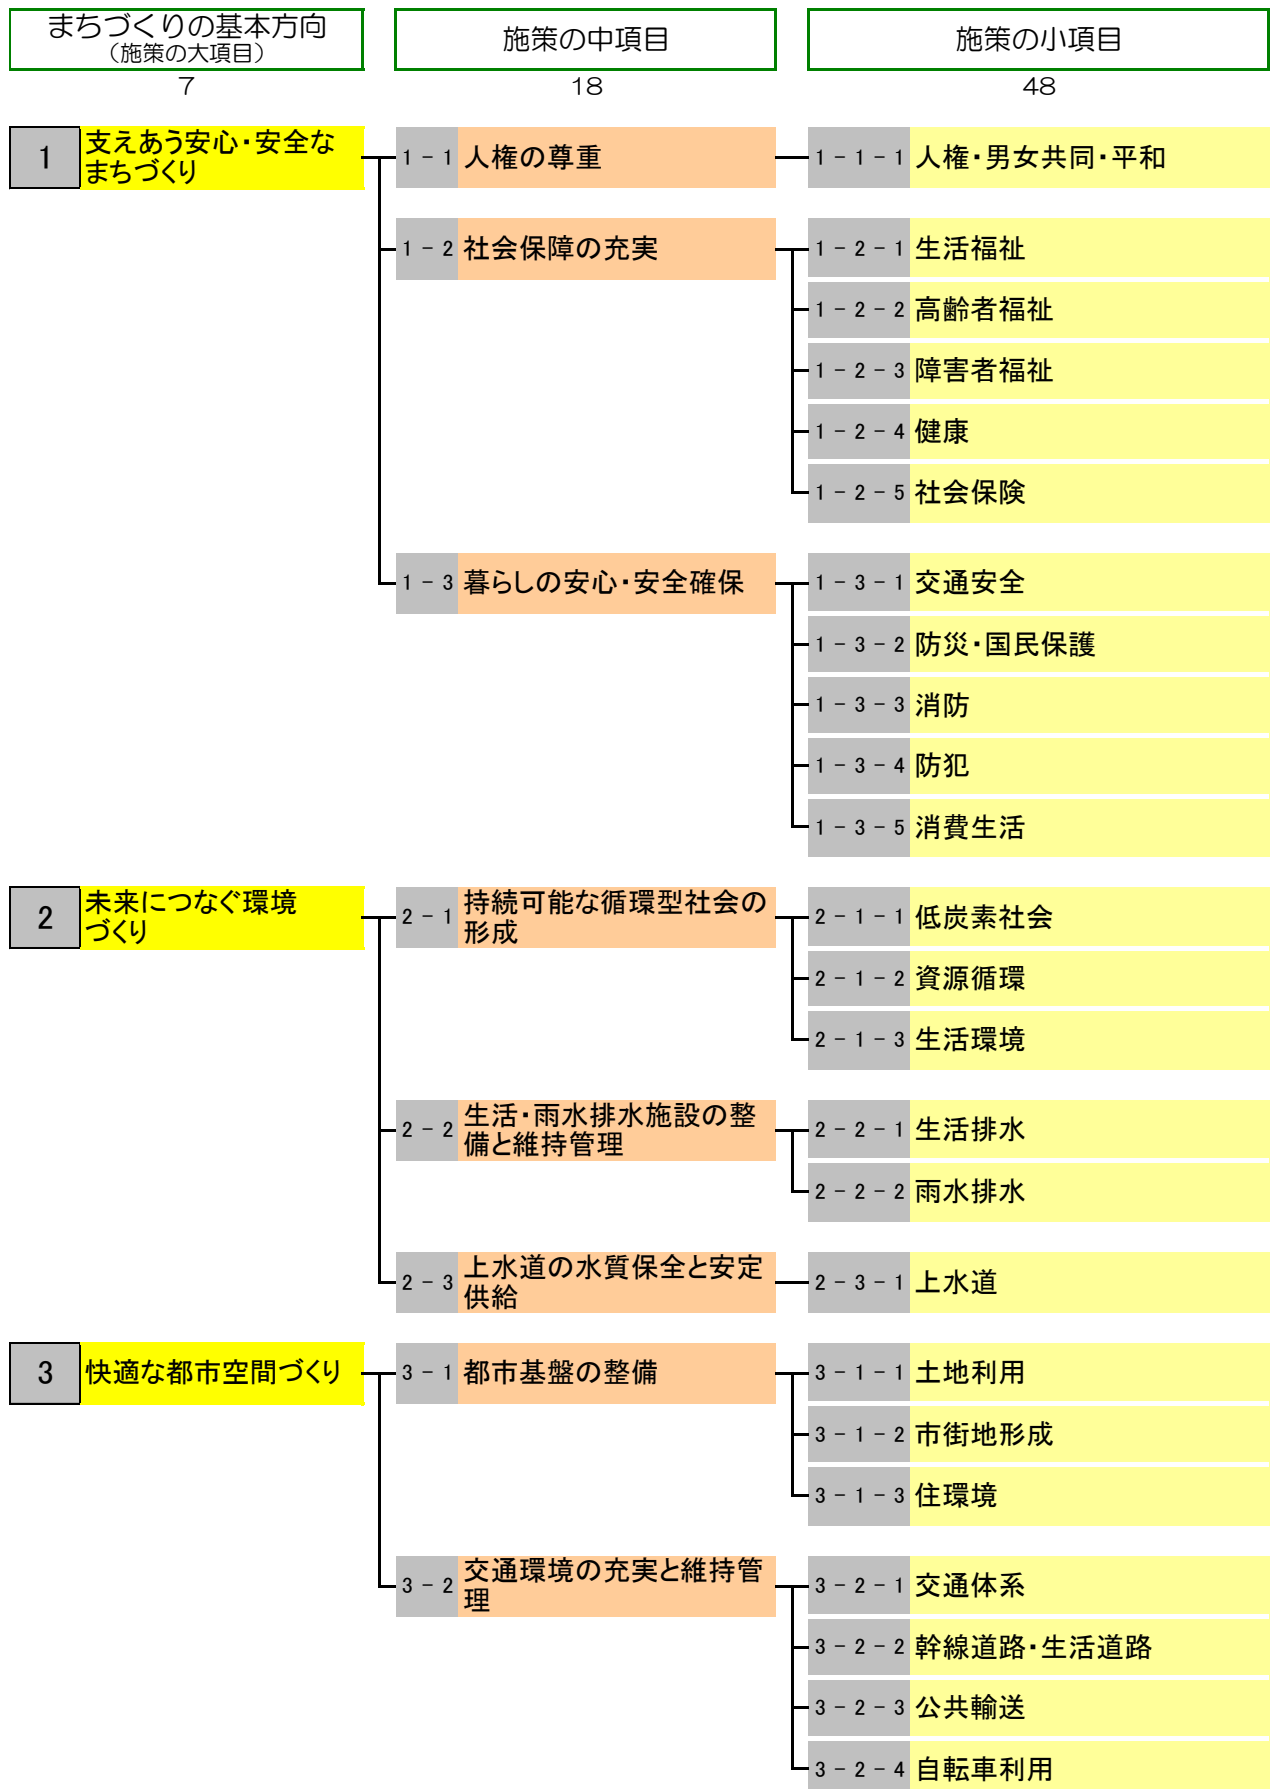 まちづくりの基本方向
（施策の大項目）
施策の中項目
施策の小項目
7
18
48
1 支えあう安心・安全な
まちづくり
1 - 1 人権の尊重
1 - 1 - 1 人権・男女共同・平和
1 - 2 社会保障の充実
1 - 2 - 1 生活福祉
1 - 2 - 2 高齢者福祉
1 - 2 - 3 障害者福祉
1 - 2 - 4 健康
1 - 2 - 5 社会保険
1 - 3 暮らしの安心・安全確保
1 - 3 - 1 交通安全
1 - 3 - 2 防災・国民保護
1 - 3 - 3 消防
1 - 3 - 4 防犯
1 - 3 - 5 消費生活
2 未来につなぐ環境
づくり
2 - 1 持続可能な循環型社会の
形成
2 - 1 - 1 低炭素社会
2 - 1 - 2 資源循環
2 - 1 - 3 生活環境
2 - 2 生活・雨水排水施設の整
備と維持管理
2 - 2 - 1 生活排水
2 - 2 - 2 雨水排水
2 - 3 上水道の水質保全と安定
供給
2 - 3 - 1 上水道
3 快適な都市空間づくり
3 - 1 都市基盤の整備
3 - 1 - 1 土地利用
3 - 1 - 2 市街地形成
3 - 1 - 3 住環境
3 - 2 交通環境の充実と維持管
理
3 - 2 - 1 交通体系
3 - 2 - 2 幹線道路・生活道路
3 - 2 - 3 公共輸送
3 - 2 - 4 自転車利用